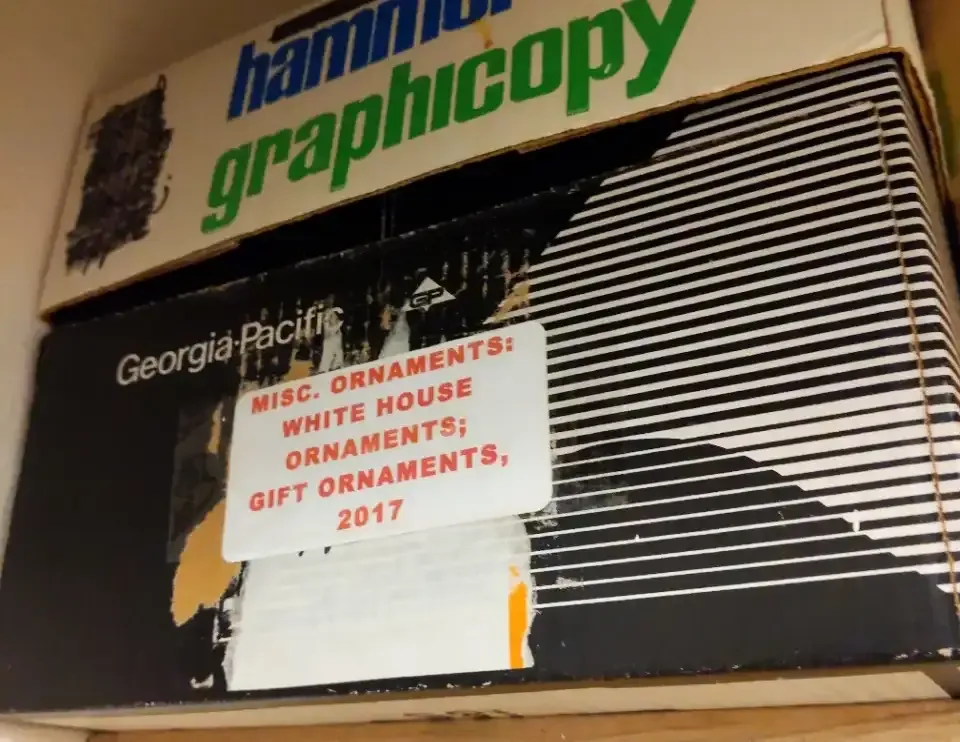 graphicopy
Georgia-Pacific
GP
MISC. ORNAMENTS:
WHITE HOUSE
ORNAMENTS;
GIFT ORNAMENTS,
2017